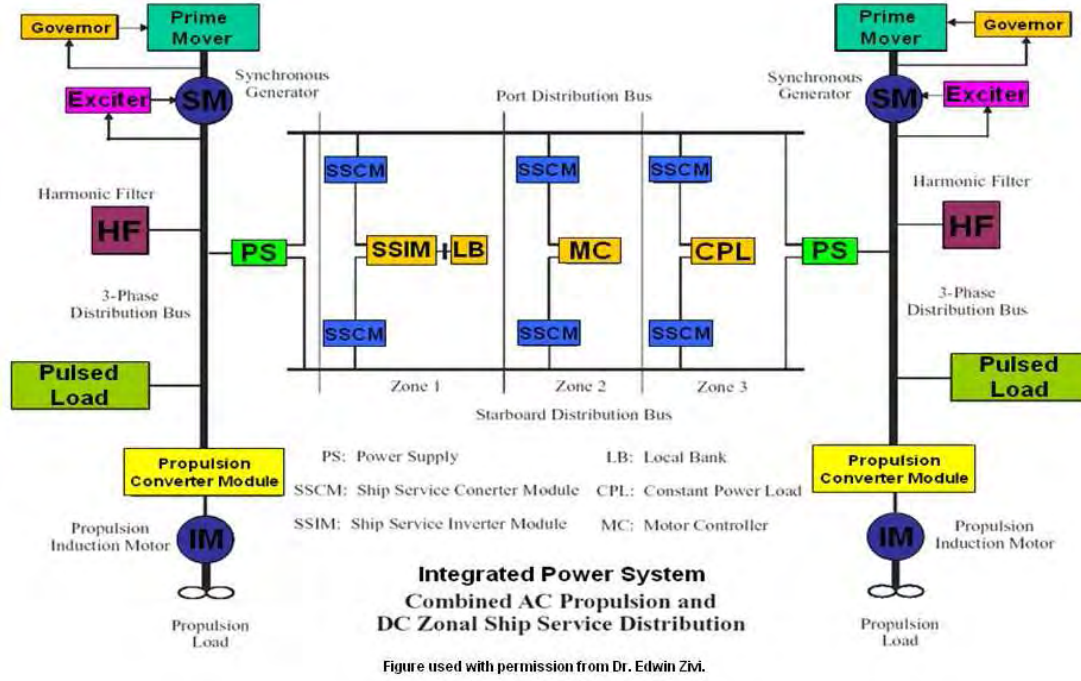 Governor
Prime
Mover
Synchronous
Generator
SM
Exciter
Harmonic Filter
HF
PS
3-Phase
Distribution Bus
Pulsed
Load
Propulsion
Converter Module
Propulsion
Induction Motor
IM
Propulsion
Load
Port Distribution Bus
SSCM
SSCM
SSCM
SSIM
LB
MC
CPL
SSCM
SSCM
SSCM
Zone 1
Zone 2
Zone 3
Starboard Distribution Bus
Prime
Mover
Governor
Synchronous
Generator
SM
Exciter
Harmonic Filter
HF
PS
3-Phase
Distribution Bus
Pulsed
Load
Propulsion
Converter Module
IM
Propulsion
Induction Motor
Propulsion
Load
PS: Power Supply
LB: Local Bank
SSCM: Ship Service Conerter Module
CPL: Constant Power Load
SSIM: Ship Service Inverter Module
MC: Motor Controller
Integrated Power System
Combined AC Propulsion and
DC Zonal Ship Service Distribution
Figure used with permission from Dr. Edwin Zivi.